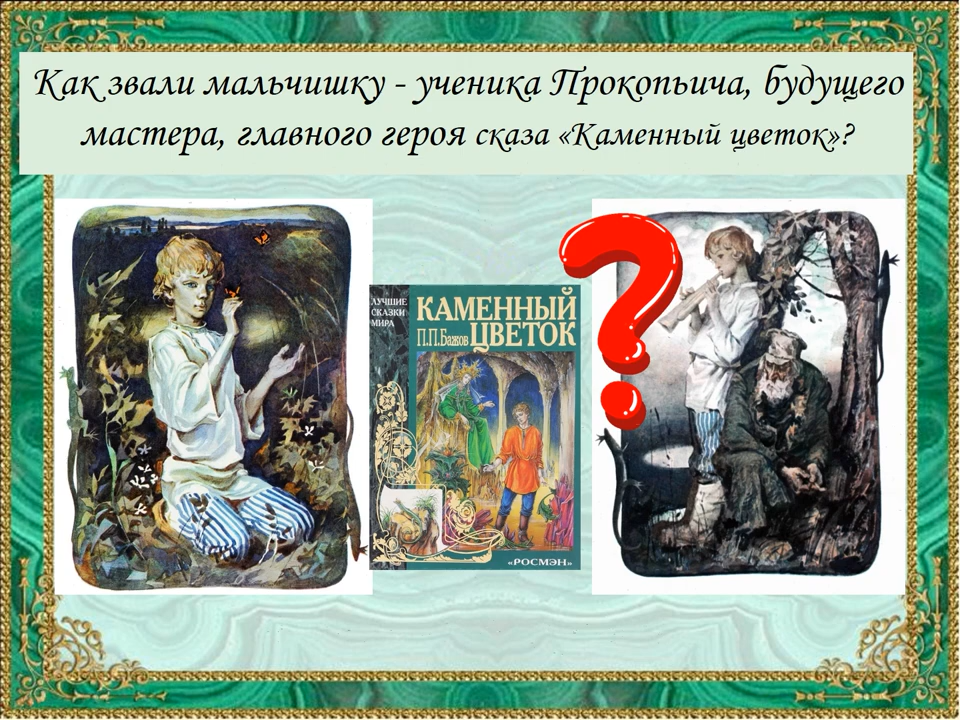 Как звали мальчишку - ученика Прокопьича, будущего
мастера, главного героя сказа «Каменный цветок»?
ЛУЧШИЕ
СКАЗКИ
МИРА
КАМЕННЫЙ
П.П.Бажов ЦВЕТОК
«РОСМЭН»